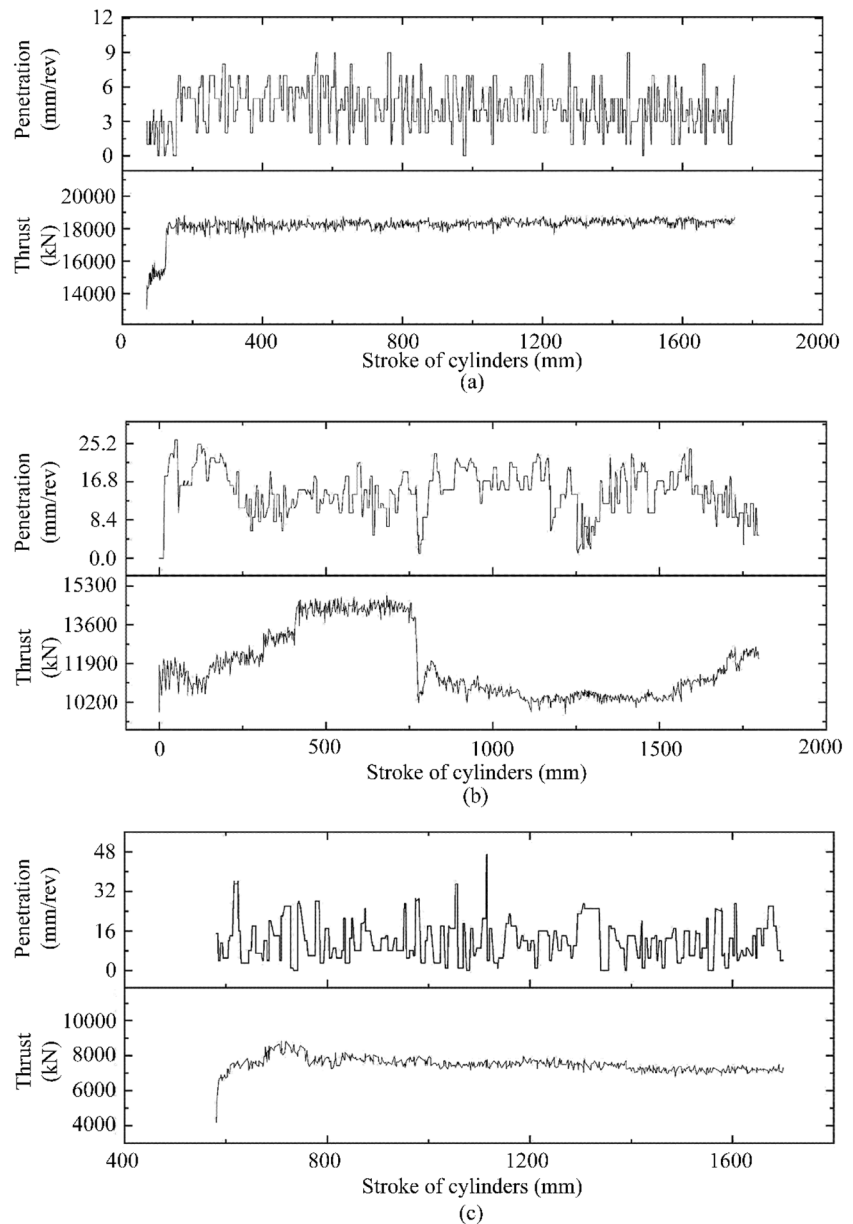 12
9
6
3
0
Penetration
(mm/rev)
20000
18000
16000
14000
Thrust
(kN)
0 400 800 1200 1600 2000
Stroke of cylinders (mm)
(a)
25.2
16.8
8.4
0.0
Penetration
(mm/rev)
15300
13600
11900
10200
Thrust
(kN)
0 500 1000 1500 2000
Stroke of cylinders (mm)
(b)
48
32
16
0
Penetration
(mm/rev)
10000
8000
6000
4000
Thrust
(kN)
400 800 1200 1600
Stroke of cylinders (mm)
(c)